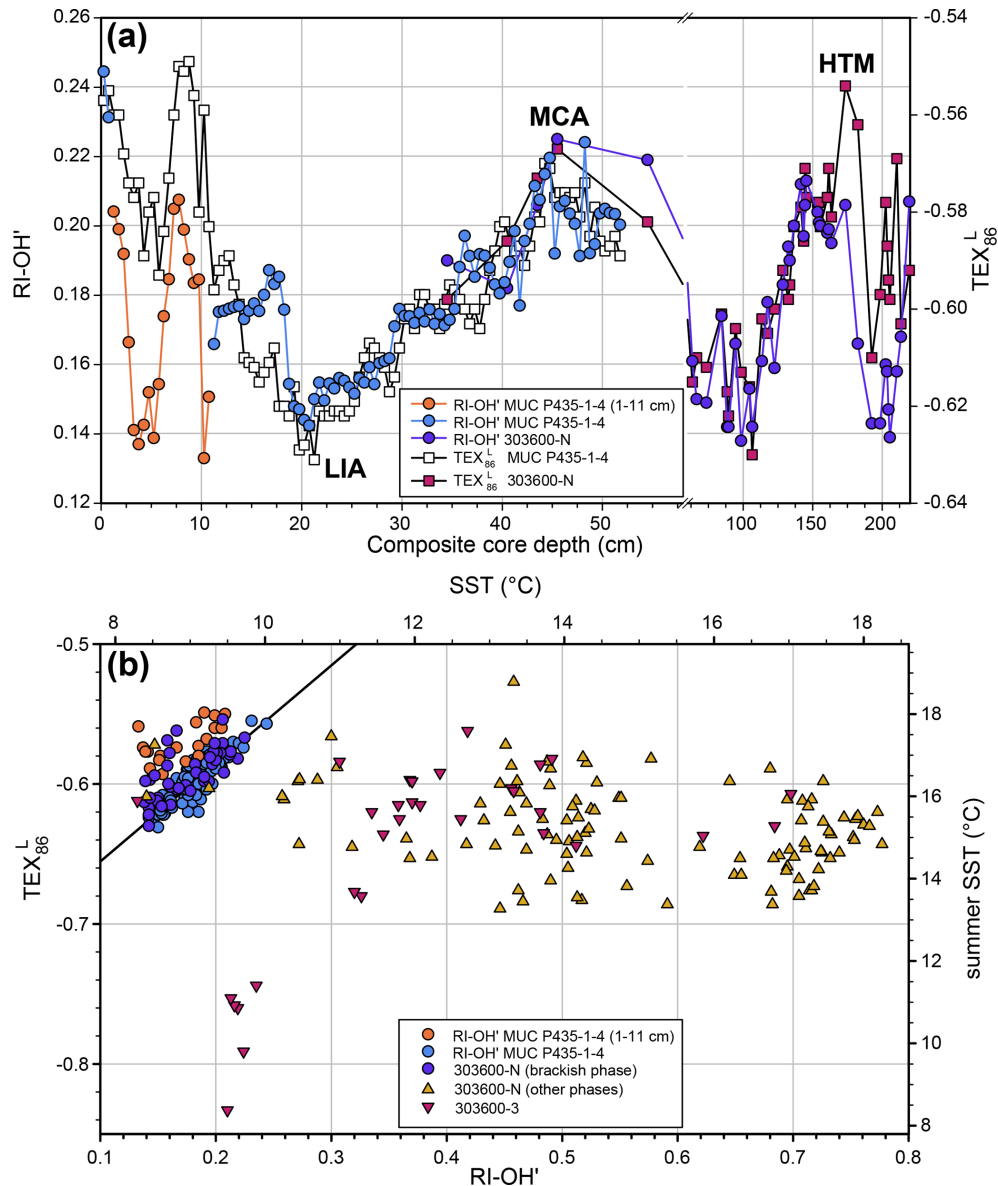 (a)
0.26
0.24
0.22
0.20
0.18
0.16
0.14
0.12
RI-OH'
-0.54
-0.56
-0.58
-0.60
-0.62
-0.64
TEX86L
MCA
HTM
LIA
RI-OH' MUC P435-1-4 (1-11 cm)
RI-OH' MUC P435-1-4
RI-OH' 303600-N
TEX86L MUC P435-1-4
TEX86L 303600-N
0 10 20 30 40 50 100 150 200
Composite core depth (cm)
SST (°C)
8 10 12 14 16 18
(b)
-0.5
-0.6
-0.7
-0.8
TEX86L
18
16
14
12
10
8
summer SST (°C)
RI-OH' MUC P435-1-4 (1-11 cm)
RI-OH' MUC P435-1-4
303600-N (brackish phase)
303600-N (other phases)
303600-3
0.1 0.2 0.3 0.4 0.5 0.6 0.7 0.8
RI-OH'